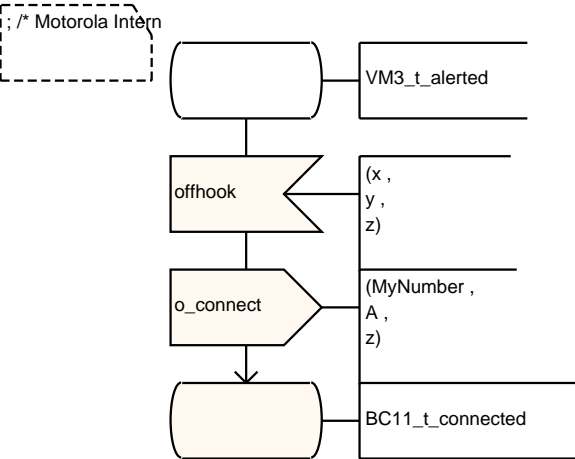 ; /* Motorola Intern
VM3_t_alerted
offhook
(x ,
y ,
z)
o_connect
(MyNumber ,
A ,
z)
BC11_t_connected